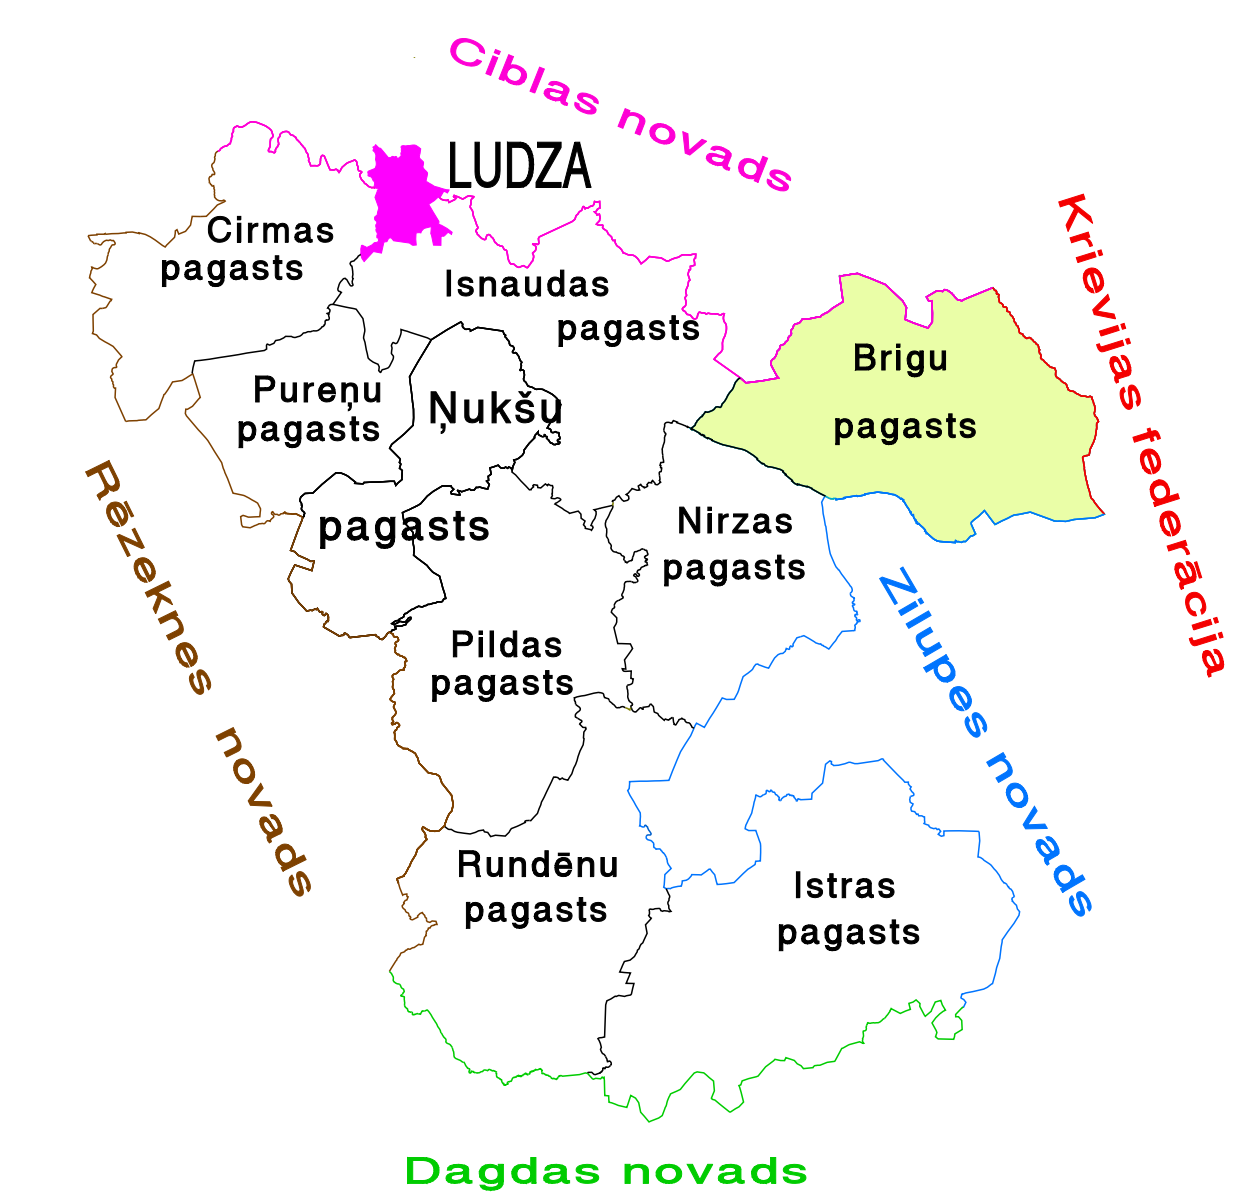 Ciblas novads
LUDZA
Krievijas federācija
Cirmas
pagasts
Isnaudas
pagasts
Brigu
pagasts
Pureņu
pagasts
Ņukšu
pagasts
Nirzas
pagasts
Rēzeknes novads
Zilupes novads
Pildas
pagasts
Rundēnu
pagasts
Istras
pagasts
Dagdas novads